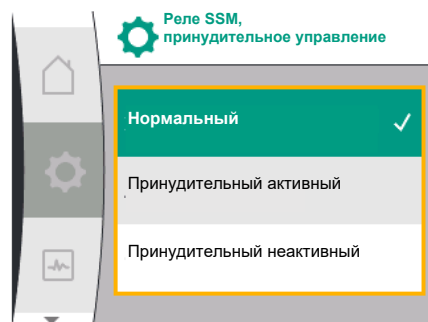 Реле SSM,
принудительное управление
Нормальный
Принудительный активный
Принудительный неактивный